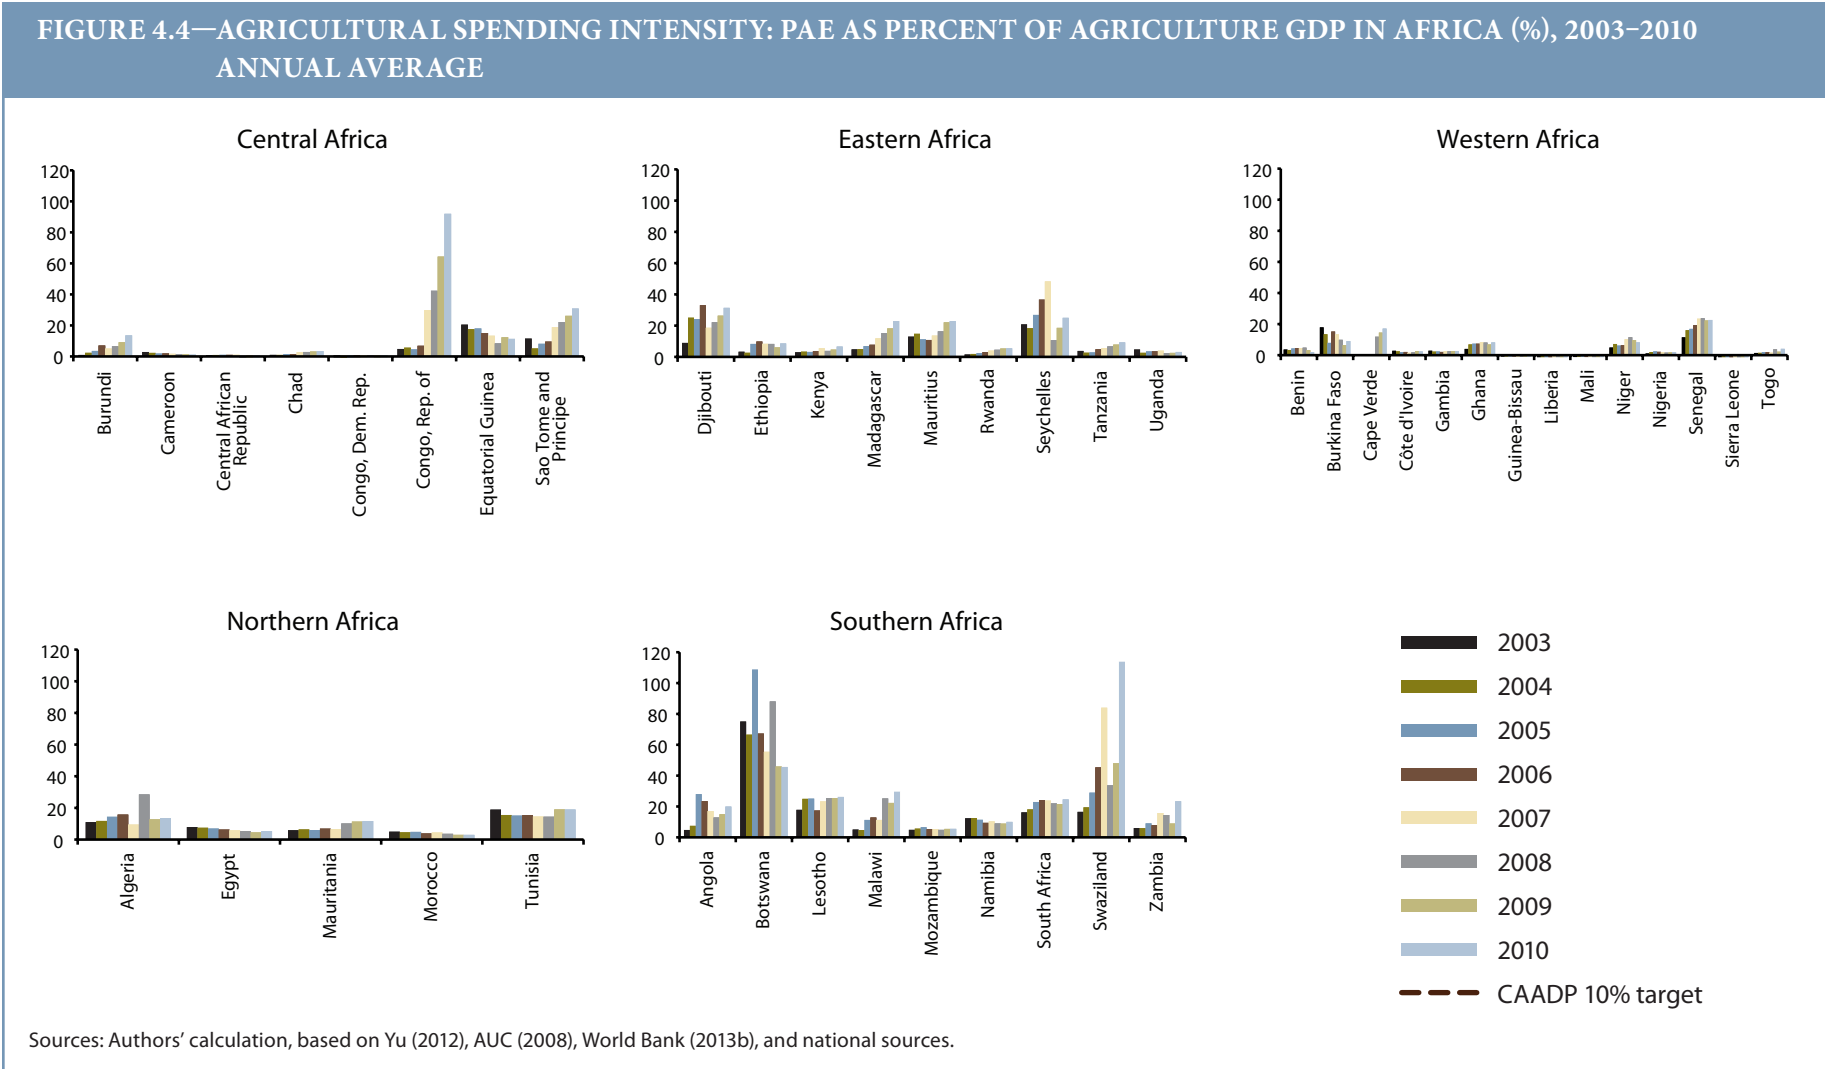 FIGURE 4.4—AGRICULTURAL SPENDING INTENSITY: PAE AS PERCENT OF AGRICULTURE GDP IN AFRICA (%), 2003–2010
ANNUAL AVERAGE
Central Africa
120
100
80
60
40
20
0
Burundi
Cameroon
Central African
Republic
Chad
Congo, Dem. Rep.
Congo, Rep. of
Equatorial Guinea
Sao Tome and
Principe
Eastern Africa
120
100
80
60
40
20
0
Djibouti
Ethiopia
Kenya
Madagascar
Mauritius
Rwanda
Seychelles
Tanzania
Uganda
Western Africa
120
100
80
60
40
20
0
Benin
Burkina Faso
Cape Verde
Côte d'Ivoire
Gambia
Ghana
Guinea-Bissau
Liberia
Mali
Niger
Nigeria
Senegal
Sierra Leone
Togo
Northern Africa
120
100
80
60
40
20
0
Algeria
Egypt
Mauritania
Morocco
Tunisia
Southern Africa
120
100
80
60
40
20
0
Angola
Botswana
Lesotho
Malawi
Mozambique
Namibia
South Africa
Swaziland
Zambia
2003
2004
2005
2006
2007
2008
2009
2010
CAADP 10% target
Sources: Authors’ calculation, based on Yu (2012), AUC (2008), World Bank (2013b), and national sources.